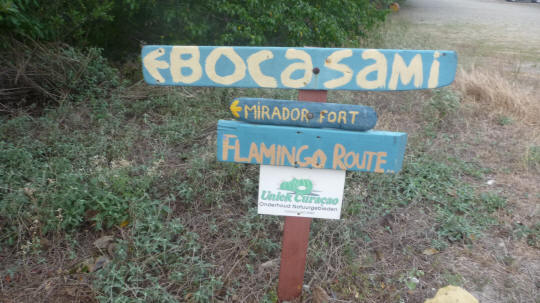 BOCA SAMI
MIRADOR FORT
FLAMINGO ROUTE
Uniek Curaçao
Onderhoud Natuurgebieden